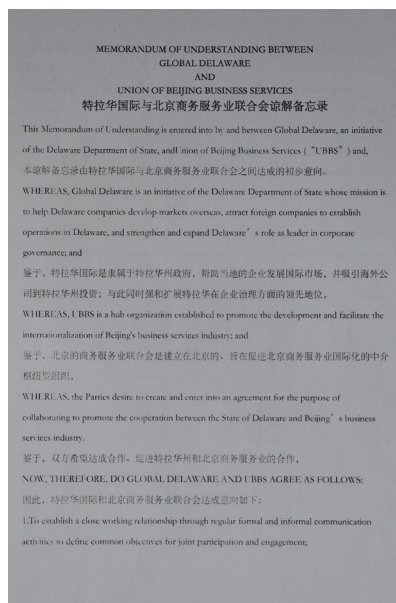 MEMORANDUM OF UNDERSTANDING BETWEEN
GLOBAL DELAWARE
AND
UNION OF BEIJING BUSINESS SERVICES
特拉华国际与北京商务服务业联合会谅解备忘录
This Memorandum of Understanding is entered into by and between Global Delaware, an initiative
of the Delaware Department of State, andUnion of Beijing Business Services (“UBBS”) and,
本谅解备忘录由特拉华国际与北京商务服务业联合会之间达成的初步意向。
WHEREAS, Global Delaware is an initiative of the Delaware Department of State whose mission is
to help Delaware companies develop markets overseas, attract foreign companies to establish
operations in Delaware, and strengthen and expand Delaware’s role as leader in corporate
governance; and
鉴于，特拉华国际是隶属于特拉华州政府，帮助当地的企业发展国际市场，并吸引海外公
司到特拉华州投资；与此同时强和扩展特拉华在企业治理方面的领先地位，
WHEREAS, UBBS is a hub organization established to promote the development and facilitate the
internationalization of Beijing's business services industry; and
鉴于，北京的商务服务业联合会是建立在北京的、旨在促进北京商务服务业国际化的中介
枢纽型组织，
WHEREAS, the Parties desire to create and enter into an agreement for the purpose of
collaborating to promote the cooperation between the State of Delaware and Beijing’s business
services industry.
鉴于，双方希望达成合作、促进特拉华州和北京商务服务业的合作，
NOW, THEREFORE, DO GLOBAL DELAWARE AND UBBS AGREE AS FOLLOWS:
因此，特拉华国际和北京商务服务业联合会达成意向如下：
1.To establish a close working relationship through regular formal and informal communication
activities to define common objectives for joint participation and engagement;